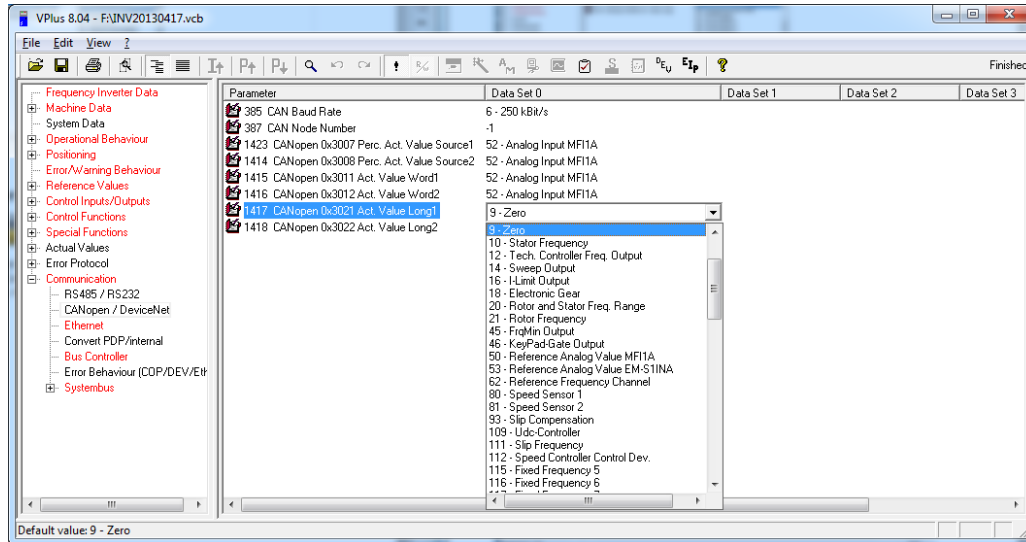 VPlus 8.04 - F:\INV20130417.vcb
File Edit View ?
Finished
Frequency Inverter Data
Machine Data
System Data
Operational Behaviour
Positioning
Error/Warning Behaviour
Reference Values
Control Inputs/Outputs
Control Functions
Special Functions
Actual Values
Error Protocol
Communication
RS485 / RS232
CANopen / DeviceNet
Ethernet
Convert PDP/internal
Bus Controller
Error Behaviour (COP/DEV/Eth
Systembus
Parameter Data Set 0 Data Set 1 Data Set 2 Data Set 3
385 CAN Baud Rate 6 - 250 kBit/s
387 CAN Node Number -1
1423 CANopen 0x3007 Perc. Act. Value Source1 52 - Analog Input MFI1A
1414 CANopen 0x3008 Perc. Act. Value Source2 52 - Analog Input MFI1A
1415 CANopen 0x3011 Act. Value Word1 52 - Analog Input MFI1A
1416 CANopen 0x3012 Act. Value Word2 52 - Analog Input MFI1A
1417 CANopen 0x3021 Act. Value Long1 9 - Zero
1418 CANopen 0x3022 Act. Value Long2
9 - Zero
10 - Stator Frequency
12 - Tech. Controller Freq. Output
14 - Sweep Output
16 - I-Limit Output
18 - Electronic Gear
20 - Rotor and Stator Freq. Range
21 - Rotor Frequency
45 - FrqMin Output
46 - KeyPad-Gate Output
50 - Reference Analog Value MFI1A
53 - Reference Analog Value EM-S1INA
62 - Reference Frequency Channel
80 - Speed Sensor 1
81 - Speed Sensor 2
93 - Slip Compensation
109 - Udc-Controller
111 - Slip Frequency
112 - Speed Controller Control Dev.
115 - Fixed Frequency 5
116 - Fixed Frequency 6
Default value: 9 - Zero